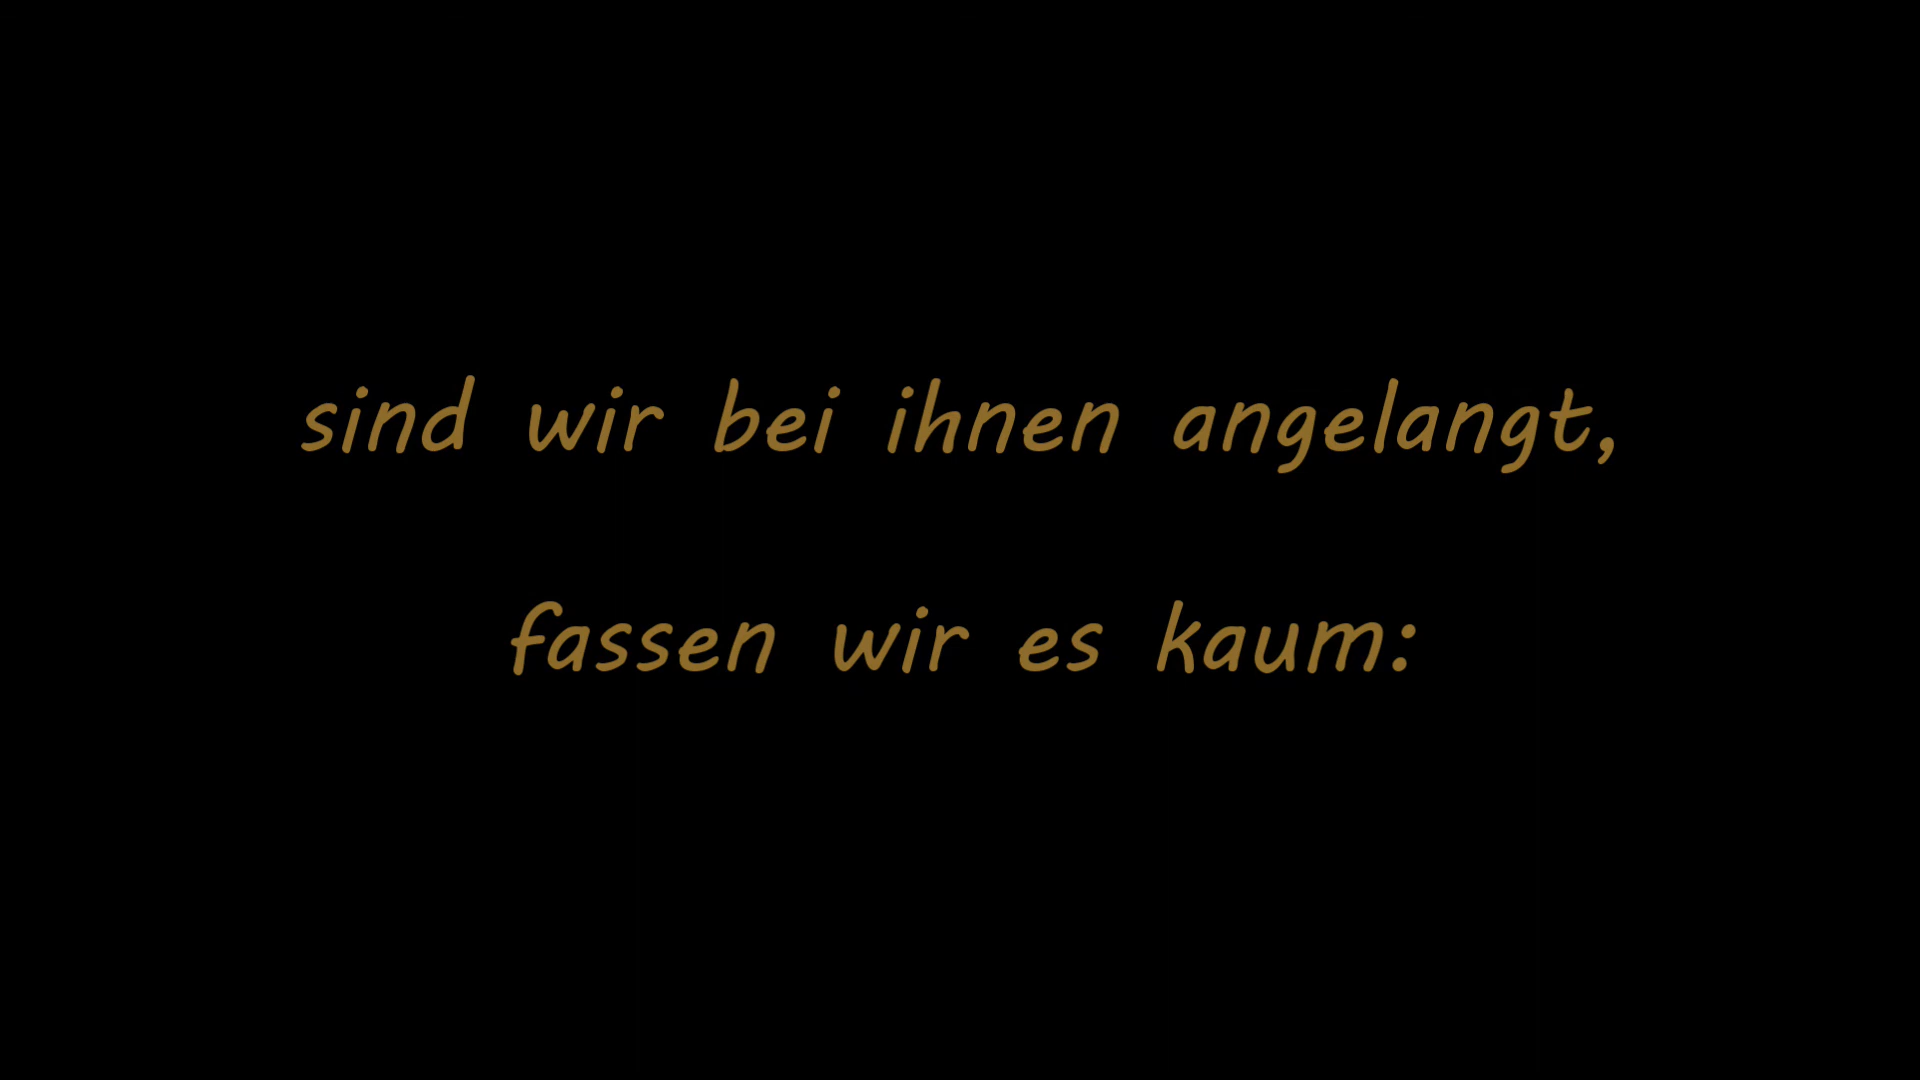 sind wir bei ihnen angelangt,
fassen wir es kaum: